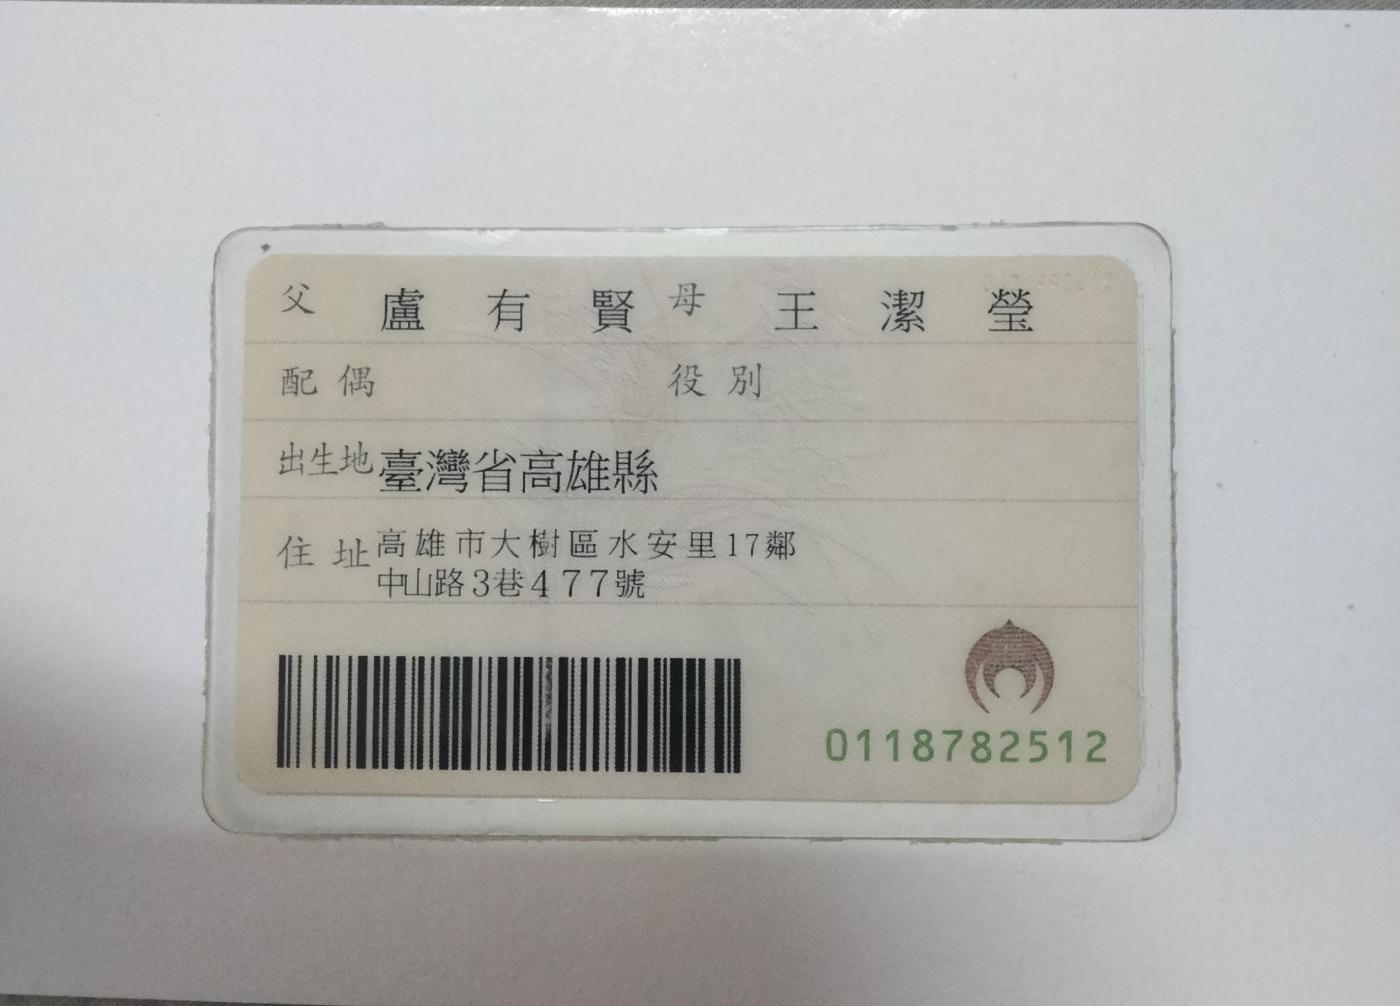 父 盧有賢 母 王潔瑩
配偶 役別
出生地 臺灣省高雄縣
住址 高雄市大樹區水安里17鄰
中山路3巷477號
0118782512